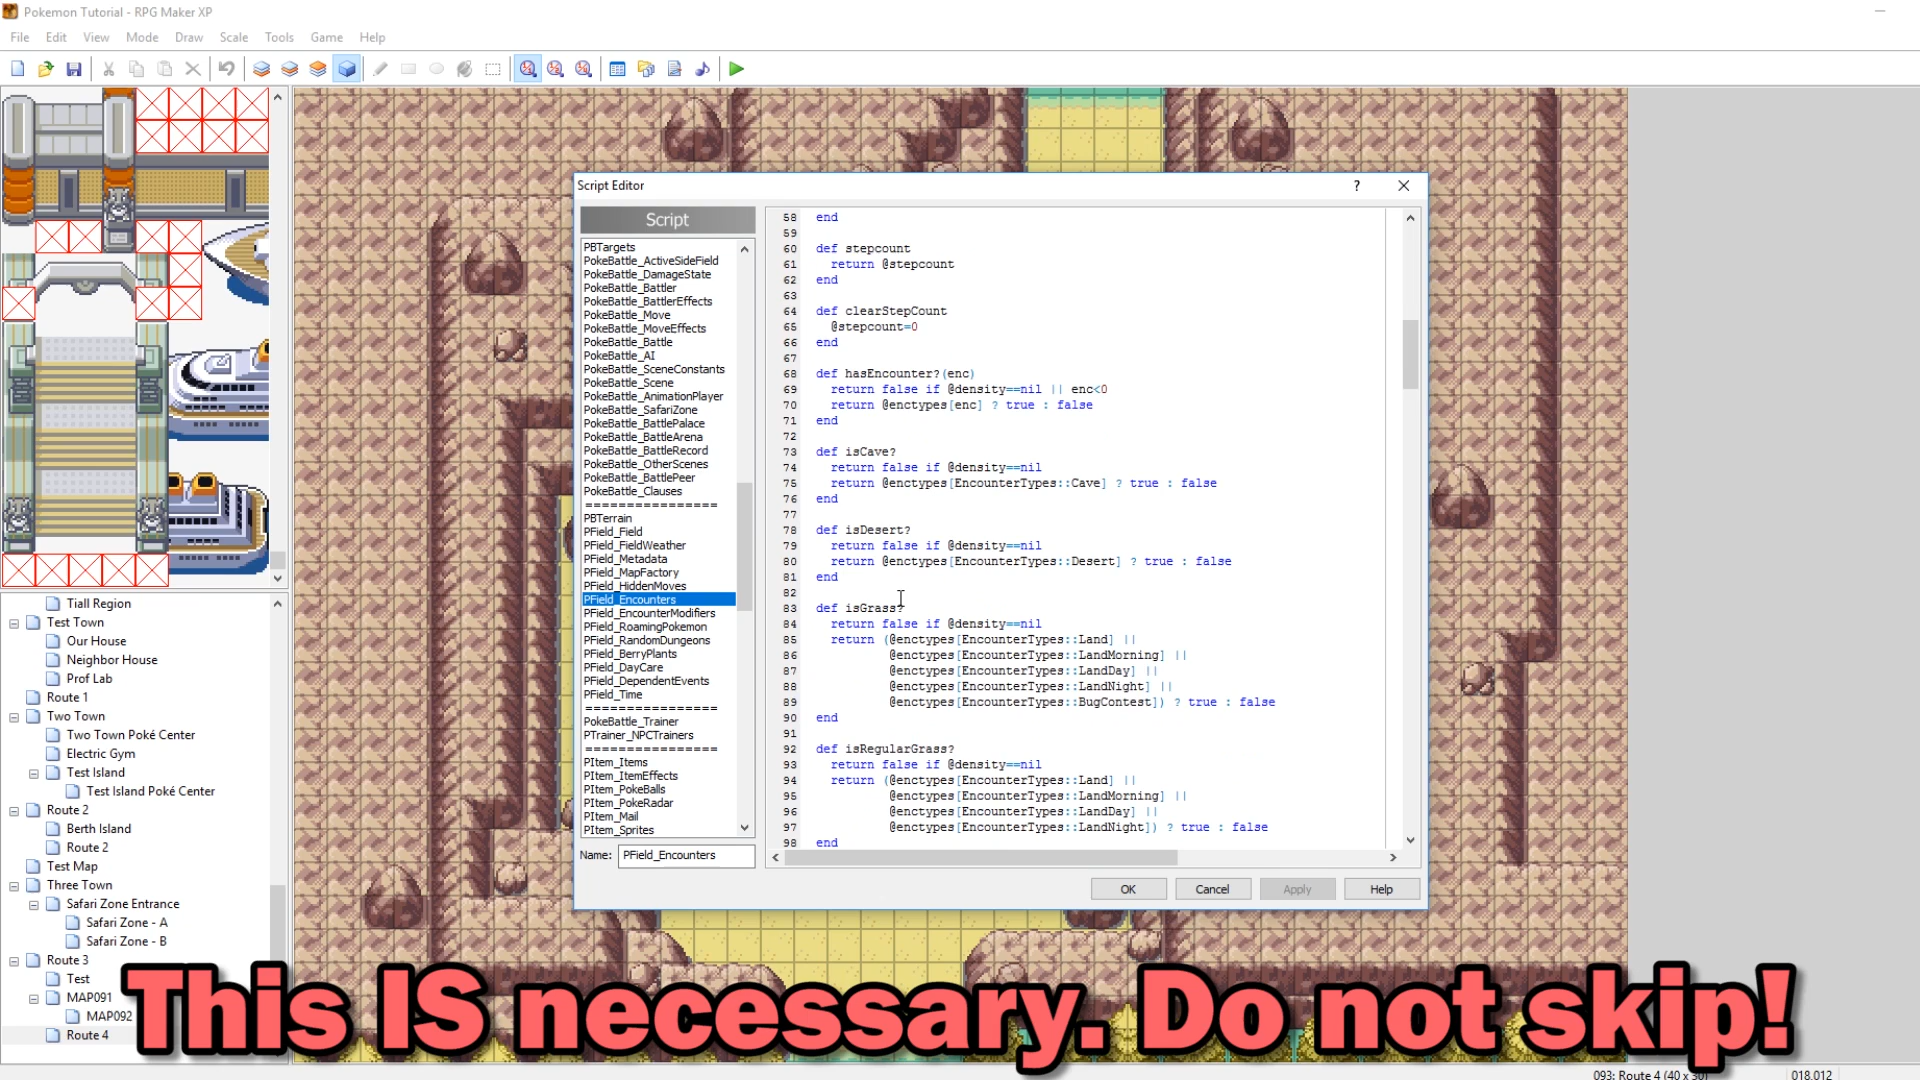 Pokemon Tutorial - RPG Maker XP
File Edit View Mode Draw Scale Tools Game Help
Script Editor
?
Script
PBTargets
PokeBattle_ActiveSideField
PokeBattle_DamageState
PokeBattle_Battler
PokeBattle_BattlerEffects
PokeBattle_Move
PokeBattle_MoveEffects
PokeBattle_Battle
PokeBattle_AI
PokeBattle_SceneConstants
PokeBattle_Scene
PokeBattle_AnimationPlayer
PokeBattle_SafariZone
PokeBattle_BattlePalace
PokeBattle_BattleArena
PokeBattle_BattleRecord
PokeBattle_OtherScenes
PokeBattle_BattlePeer
PokeBattle_Clauses
================
PBTerrain
PField_Field
PField_FieldWeather
PField_Metadata
PField_MapFactory
PField_HiddenMoves
PField_Encounters
PField_EncounterModifiers
PField_RoamingPokemon
PField_RandomDungeons
PField_BerryPlants
PField_DayCare
PField_DependentEvents
PField_Time
================
PokeBattle_Trainer
PTrainer_NPCTrainers
================
PItem_Items
PItem_ItemEffects
PItem_PokeBalls
PItem_PokeRadar
PItem_Mail
PItem_Sprites
Name: PField_Encounters
58 end
59
60 def stepcount
61 return @stepcount
62 end
63
64 def clearStepCount
65 @stepcount=0
66 end
67
68 def hasEncounter?(enc)
69 return false if @density==nil || enc<0
70 return @enctypes[enc] ? true : false
71 end
72
73 def isCave?
74 return false if @density==nil
75 return @enctypes[EncounterTypes::Cave] ? true : false
76 end
77
78 def isDesert?
79 return false if @density==nil
80 return @enctypes[EncounterTypes::Desert] ? true : false
81 end
82
83 def isGrass?
84 return false if @density==nil
85 return (@enctypes[EncounterTypes::Land] ||
86 @enctypes[EncounterTypes::LandMorning] ||
87 @enctypes[EncounterTypes::LandDay] ||
88 @enctypes[EncounterTypes::LandNight] ||
89 @enctypes[EncounterTypes::BugContest]) ? true : false
90 end
91
92 def isRegularGrass?
93 return false if @density==nil
94 return (@enctypes[EncounterTypes::Land] ||
95 @enctypes[EncounterTypes::LandMorning] ||
96 @enctypes[EncounterTypes::LandDay] ||
97 @enctypes[EncounterTypes::LandNight]) ? true : false
98 end
OK Cancel Apply Help
Tiall Region
Test Town
Our House
Neighbor House
Prof Lab
Route 1
Two Town
Two Town Poké Center
Electric Gym
Test Island
Test Island Poké Center
Route 2
Berth Island
Route 2
Test Map
Three Town
Safari Zone Entrance
Safari Zone - A
Safari Zone - B
Route 3
Test
MAP091
MAP092
Route 4
This IS necessary. Do not skip!
093: Route 4 (40 x 30) 018.012